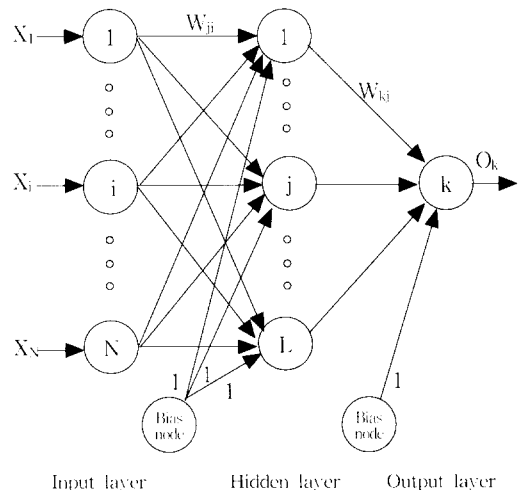 X1
1
Wji
1
Wkj
Xi
i
j
k
Ok
XN
N
L
1
1
1
1
Bias
node
Bias
node
Input layer
Hidden layer
Output layer